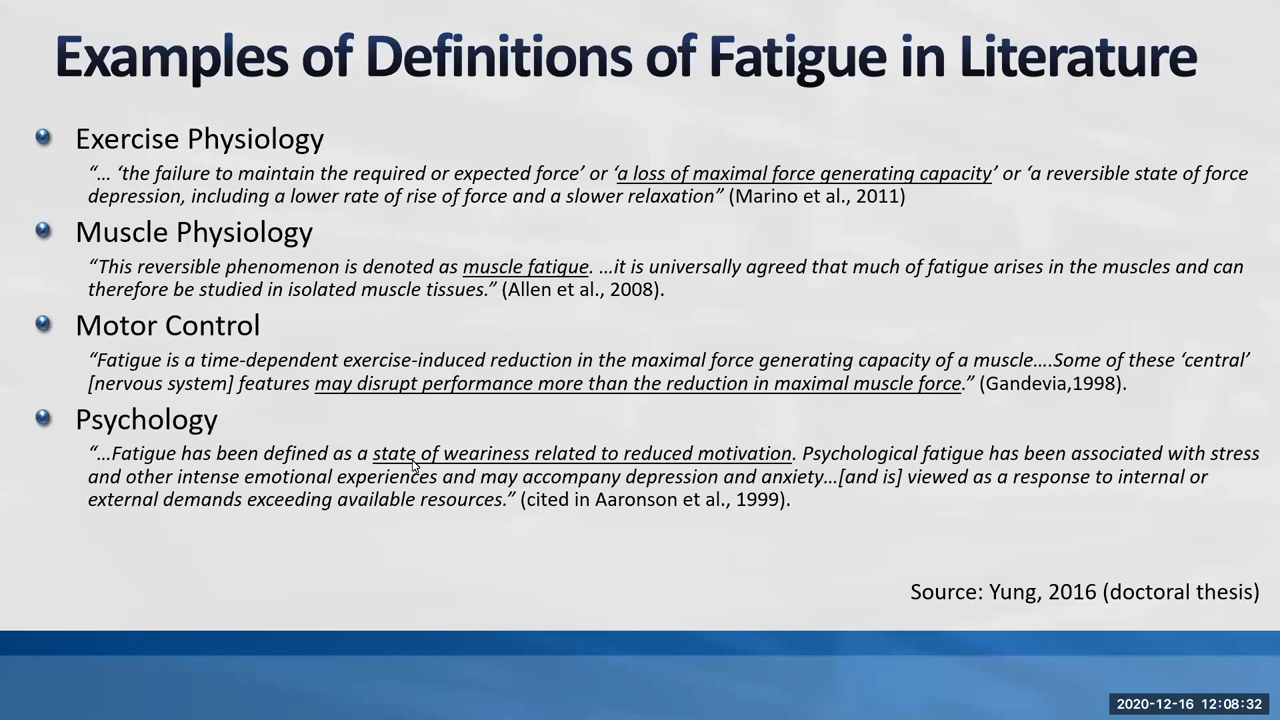 Examples of Definitions of Fatigue in Literature
Exercise Physiology
“... ‘the failure to maintain the required or expected force’ or ‘a loss of maximal force generating capacity’ or ‘a reversible state of force
depression, including a lower rate of rise of force and a slower relaxation” (Marino et al., 2011)
Muscle Physiology
“This reversible phenomenon is denoted as muscle fatigue. ...it is universally agreed that much of fatigue arises in the muscles and can
therefore be studied in isolated muscle tissues.” (Allen et al., 2008).
Motor Control
“Fatigue is a time-dependent exercise-induced reduction in the maximal force generating capacity of a muscle....Some of these ‘central’
[nervous system] features may disrupt performance more than the reduction in maximal muscle force.” (Gandevia,1998).
Psychology
“...Fatigue has been defined as a state of weariness related to reduced motivation. Psychological fatigue has been associated with stress
and other intense emotional experiences and may accompany depression and anxiety...[and is] viewed as a response to internal or
external demands exceeding available resources.” (cited in Aaronson et al., 1999).
Source: Yung, 2016 (doctoral thesis)
2020-12-16 12:08:32